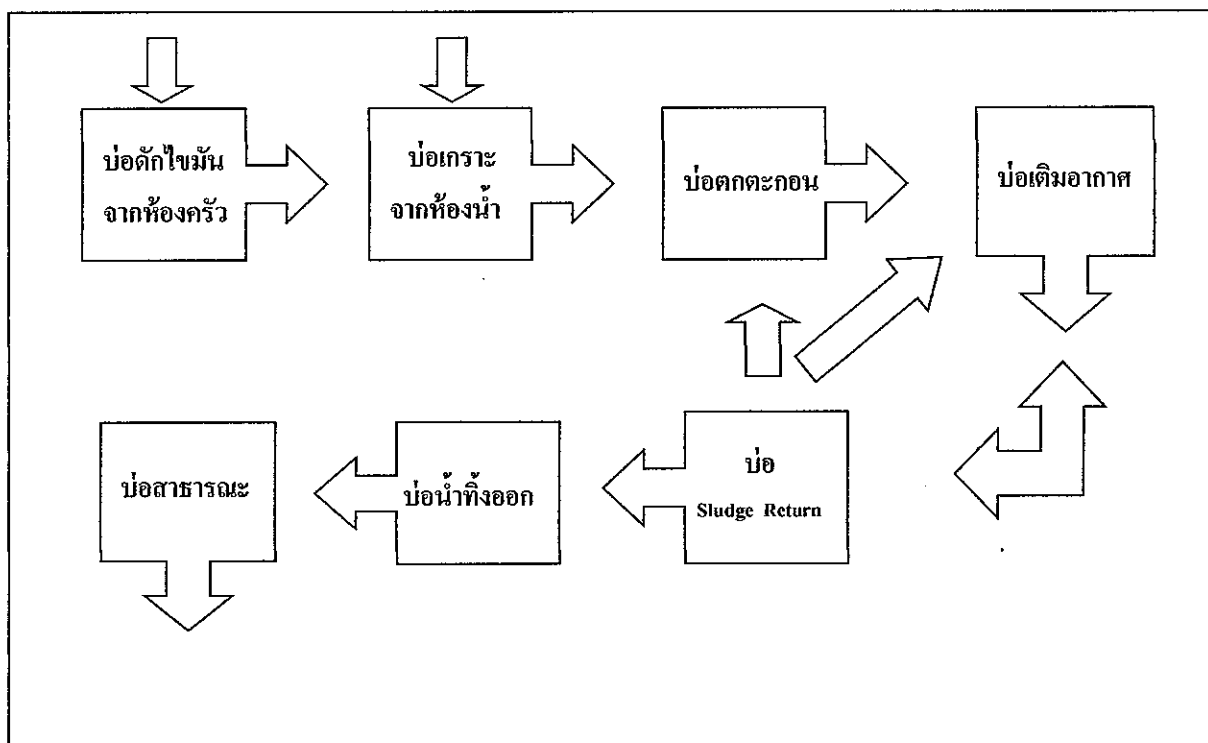 บ่อดักไขมัน
จากห้องครัว
บ่อเกราะ
จากห้องน้ำ
บ่อตกตะกอน
บ่อเติมอากาศ
บ่อสาธารณะ
บ่อน้ำทิ้งออก
บ่อ
Sludge Return